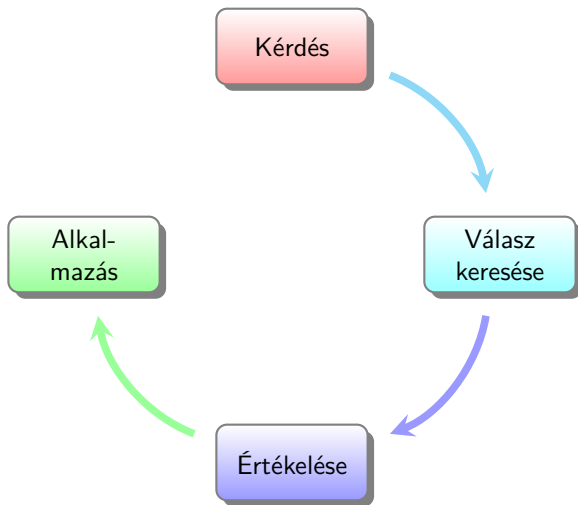 Kérdés
Válasz
keresése
Értékelése
Alkal-
mazás